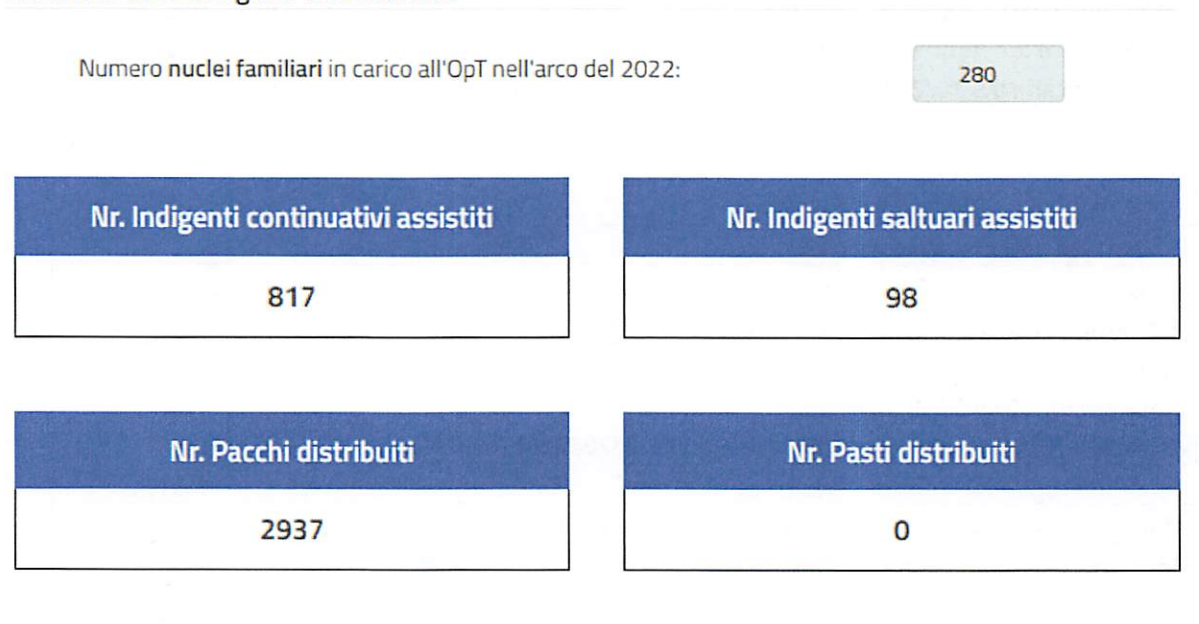 Numero nuclei familiari in carico all'OpT nell'arco del 2022:
280
Nr. Indigenti continuativi assistiti
Nr. Indigenti saltuari assistiti
817
98
Nr. Pacchi distribuiti
Nr. Pasti distribuiti
2937
0